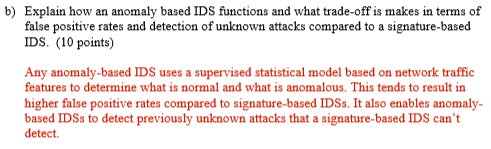 b) Explain how an anomaly based IDS functions and what trade-off is makes in terms of
false positive rates and detection of unknown attacks compared to a signature-based
IDS. (10 points)
Any anomaly-based IDS uses a supervised statistical model based on network traffic
features to determine what is normal and what is anomalous. This tends to result in
higher false positive rates compared to signature-based IDSs. It also enables anomaly-
based IDSs to detect previously unknown attacks that a signature-based IDS can't
detect.